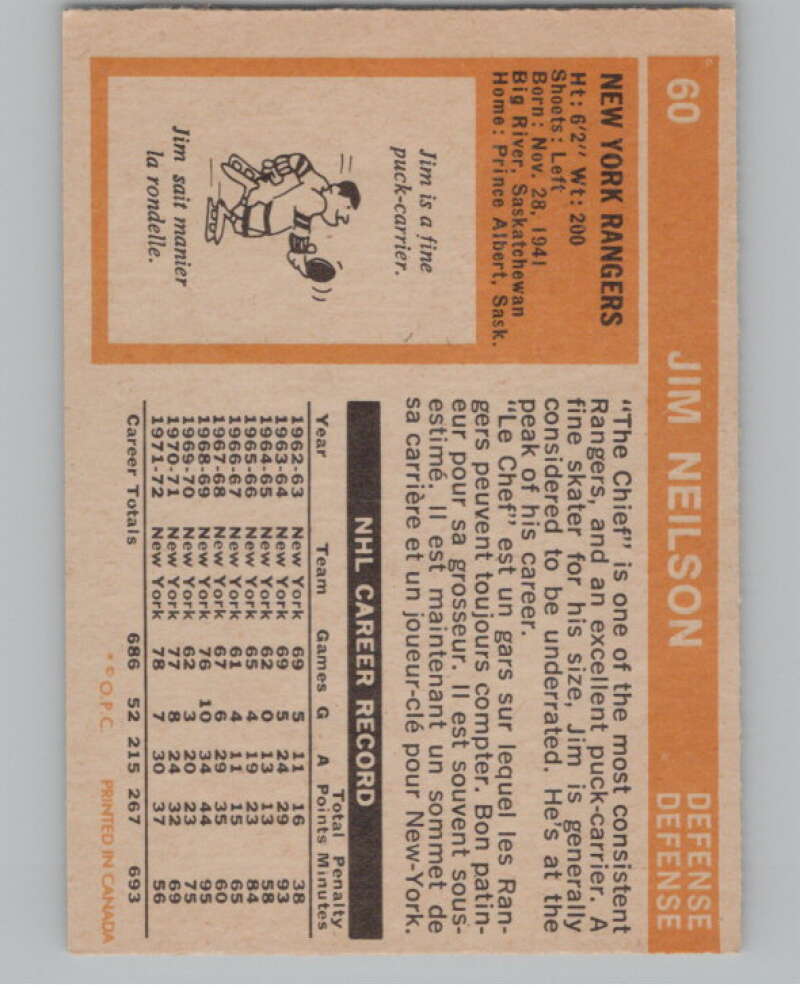 60 JIM NEILSON DEFENSE
DEFENSE
NEW YORK RANGERS
Ht: 6'2" Wt: 200
Shoots: Left
Born: Nov. 28, 1941
Big River, Saskatchewan
Home: Prince Albert, Sask.
Jim is a fine
puck-carrier.
Jim sait manier
la rondelle.
"The Chief" is one of the most consistent
Rangers, and an excellent puck-carrier. A
fine skater for his size, Jim is generally
considered to be underrated. He's at the
peak of his career.
"Le Chef" est un gars sur lequel les Ran-
gers peuvent toujours compter. Bon patin-
eur pour sa grosseur. Il est souvent sous-
estimé. Il est maintenant un sommet de
sa carrière et un joueur-clé pour New-York.
NHL CAREER RECORD
Total Penalty
Year Team Games G A Points Minutes
1962-63 New York 69 5 11 16 38
1963-64 New York 69 5 24 29 93
1964-65 New York 62 0 13 13 58
1965-66 New York 65 4 19 23 84
1966-67 New York 61 4 11 15 65
1967-68 New York 67 6 29 35 60
1968-69 New York 76 10 34 44 95
1969-70 New York 62 3 20 23 75
1970-71 New York 77 8 24 32 69
1971-72 New York 78 7 30 37 56
Career Totals 686 52 215 267 693
* © O.P.C. PRINTED IN CANADA